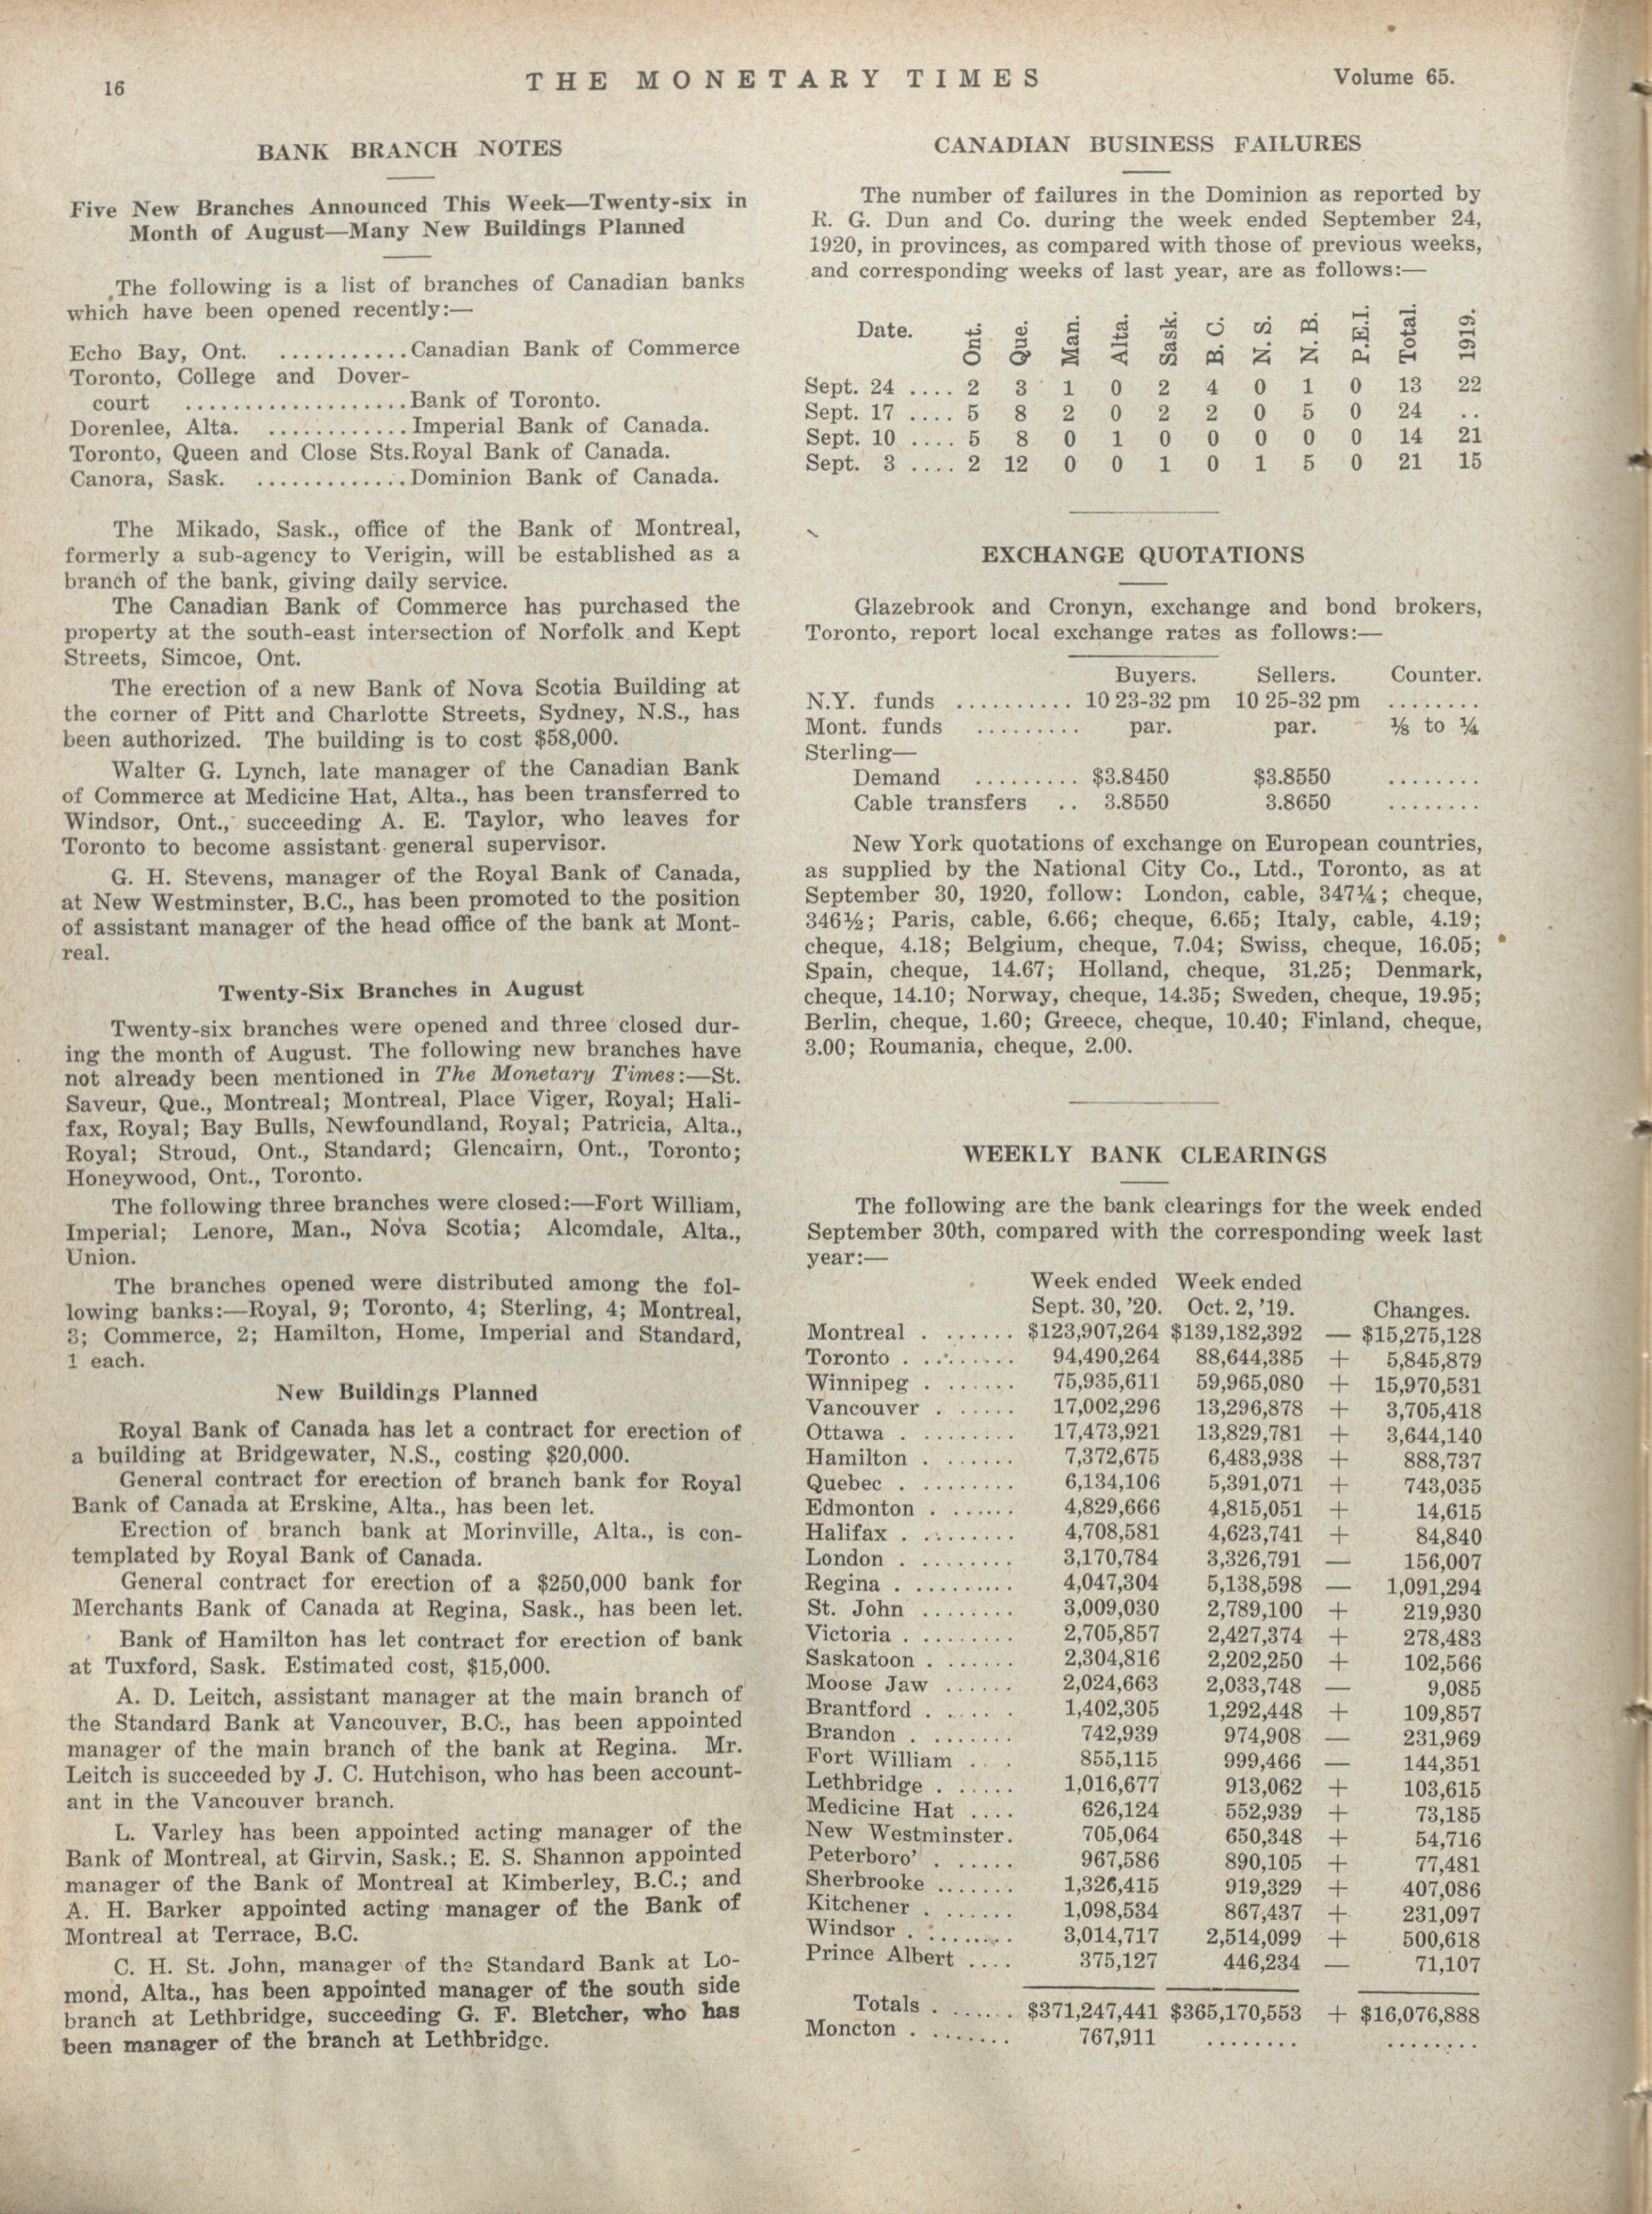 16
THE MONETARY TIMES
Volume 65.
BANK BRANCH NOTES
Five New Branches Announced This Week—Twenty-six in
Month of August—Many New Buildings Planned
The following is a list of branches of Canadian banks
which have been opened recently:—
Echo Bay, Ont. ...........Canadian Bank of Commerce
Toronto, College and Dover-
court ...................Bank of Toronto.
Dorenlee, Alta. ............Imperial Bank of Canada.
Toronto, Queen and Close Sts.Royal Bank of Canada.
Canora, Sask. .............Dominion Bank of Canada.
The Mikado, Sask., office of the Bank of Montreal,
formerly a sub-agency to Verigin, will be established as a
branch of the bank, giving daily service.
The Canadian Bank of Commerce has purchased the
property at the south-east intersection of Norfolk and Kept
Streets, Simcoe, Ont.
The erection of a new Bank of Nova Scotia Building at
the corner of Pitt and Charlotte Streets, Sydney, N.S., has
been authorized. The building is to cost $58,000.
Walter G. Lynch, late manager of the Canadian Bank
of Commerce at Medicine Hat, Alta., has been transferred to
Windsor, Ont., succeeding A. E. Taylor, who leaves for
Toronto to become assistant general supervisor.
G. H. Stevens, manager of the Royal Bank of Canada,
at New Westminster, B.C., has been promoted to the position
of assistant manager of the head office of the bank at Mont-
real.
Twenty-Six Branches in August
Twenty-six branches were opened and three closed dur-
ing the month of August. The following new branches have
not already been mentioned in The Monetary Times:—St.
Saveur, Que., Montreal; Montreal, Place Viger, Royal; Hali-
fax, Royal; Bay Bulls, Newfoundland, Royal; Patricia, Alta.,
Royal; Stroud, Ont., Standard; Glencairn, Ont., Toronto;
Honeywood, Ont., Toronto.
The following three branches were closed:—Fort William,
Imperial; Lenore, Man., Nova Scotia; Alcomdale, Alta.,
Union.
The branches opened were distributed among the fol-
lowing banks:—Royal, 9; Toronto, 4; Sterling, 4; Montreal,
3; Commerce, 2; Hamilton, Home, Imperial and Standard,
1 each.
New Buildings Planned
Royal Bank of Canada has let a contract for erection of
a building at Bridgewater, N.S., costing $20,000.
General contract for erection of branch bank for Royal
Bank of Canada at Erskine, Alta., has been let.
Erection of branch bank at Morinville, Alta., is con-
templated by Royal Bank of Canada.
General contract for erection of a $250,000 bank for
Merchants Bank of Canada at Regina, Sask., has been let.
Bank of Hamilton has let contract for erection of bank
at Tuxford, Sask. Estimated cost, $15,000.
A. D. Leitch, assistant manager at the main branch of
the Standard Bank at Vancouver, B.C., has been appointed
manager of the main branch of the bank at Regina. Mr.
Leitch is succeeded by J. C. Hutchison, who has been account-
ant in the Vancouver branch.
L. Varley has been appointed acting manager of the
Bank of Montreal, at Girvin, Sask.; E. S. Shannon appointed
manager of the Bank of Montreal at Kimberley, B.C.; and
A. H. Barker appointed acting manager of the Bank of
Montreal at Terrace, B.C.
C. H. St. John, manager of the Standard Bank at Lo-
mond, Alta., has been appointed manager of the south side
branch at Lethbridge, succeeding G. F. Bletcher, who has
been manager of the branch at Lethbridge.
CANADIAN BUSINESS FAILURES
The number of failures in the Dominion as reported by
R. G. Dun and Co. during the week ended September 24,
1920, in provinces, as compared with those of previous weeks,
and corresponding weeks of last year, are as follows:—
Date. Ont. Que. Man. Alta. Sask. B. C. N. S. N. B. P.E.I. Total. 1919.
Sept. 24 .... 2 3 1 0 2 4 0 1 0 13 22
Sept. 17 .... 5 8 2 0 2 2 0 5 0 24 ..
Sept. 10 .... 5 8 0 1 0 0 0 0 0 14 21
Sept. 3 .... 2 12 0 0 1 0 1 5 0 21 15
EXCHANGE QUOTATIONS
Glazebrook and Cronyn, exchange and bond brokers,
Toronto, report local exchange rates as follows:—
Buyers. Sellers. Counter.
N.Y. funds .......... 10 23-32 pm 10 25-32 pm ........
Mont. funds ......... par. par. ⅛ to ¼
Sterling—
Demand ......... $3.8450 $3.8550 ........
Cable transfers .. 3.8550 3.8650 ........
New York quotations of exchange on European countries,
as supplied by the National City Co., Ltd., Toronto, as at
September 30, 1920, follow: London, cable, 347¼; cheque,
346½; Paris, cable, 6.66; cheque, 6.65; Italy, cable, 4.19;
cheque, 4.18; Belgium, cheque, 7.04; Swiss, cheque, 16.05;
Spain, cheque, 14.67; Holland, cheque, 31.25; Denmark,
cheque, 14.10; Norway, cheque, 14.35; Sweden, cheque, 19.95;
Berlin, cheque, 1.60; Greece, cheque, 10.40; Finland, cheque,
3.00; Roumania, cheque, 2.00.
WEEKLY BANK CLEARINGS
The following are the bank clearings for the week ended
September 30th, compared with the corresponding week last
year:—
Week ended Week ended
Sept. 30, '20. Oct. 2, '19. Changes.
Montreal . ...... $123,907,264 $139,182,392 — $15,275,128
Toronto . ........ 94,490,264 88,644,385 + 5,845,879
Winnipeg . ...... 75,935,611 59,965,080 + 15,970,531
Vancouver . ..... 17,002,296 13,296,878 + 3,705,418
Ottawa . ........ 17,473,921 13,829,781 + 3,644,140
Hamilton . ...... 7,372,675 6,483,938 + 888,737
Quebec . ........ 6,134,106 5,391,071 + 743,035
Edmonton . ...... 4,829,666 4,815,051 + 14,615
Halifax . ........ 4,708,581 4,623,741 + 84,840
London . ........ 3,170,784 3,326,791 — 156,007
Regina . ......... 4,047,304 5,138,598 — 1,091,294
St. John ........ 3,009,030 2,789,100 + 219,930
Victoria . ........ 2,705,857 2,427,374 + 278,483
Saskatoon . ...... 2,304,816 2,202,250 + 102,566
Moose Jaw ...... 2,024,663 2,033,748 — 9,085
Brantford . ..... 1,402,305 1,292,448 + 109,857
Brandon . ....... 742,939 974,908 — 231,969
Fort William . . . 855,115 999,466 — 144,351
Lethbridge . ..... 1,016,677 913,062 + 103,615
Medicine Hat .... 626,124 552,939 + 73,185
New Westminster. 705,064 650,348 + 54,716
Peterboro' . ..... 967,586 890,105 + 77,481
Sherbrooke ....... 1,326,415 919,329 + 407,086
Kitchener . ...... 1,098,534 867,437 + 231,097
Windsor . ........ 3,014,717 2,514,099 + 500,618
Prince Albert .... 375,127 446,234 — 71,107
Totals . ...... $371,247,441 $365,170,553 + $16,076,888
Moncton . ....... 767,911 ........ ........